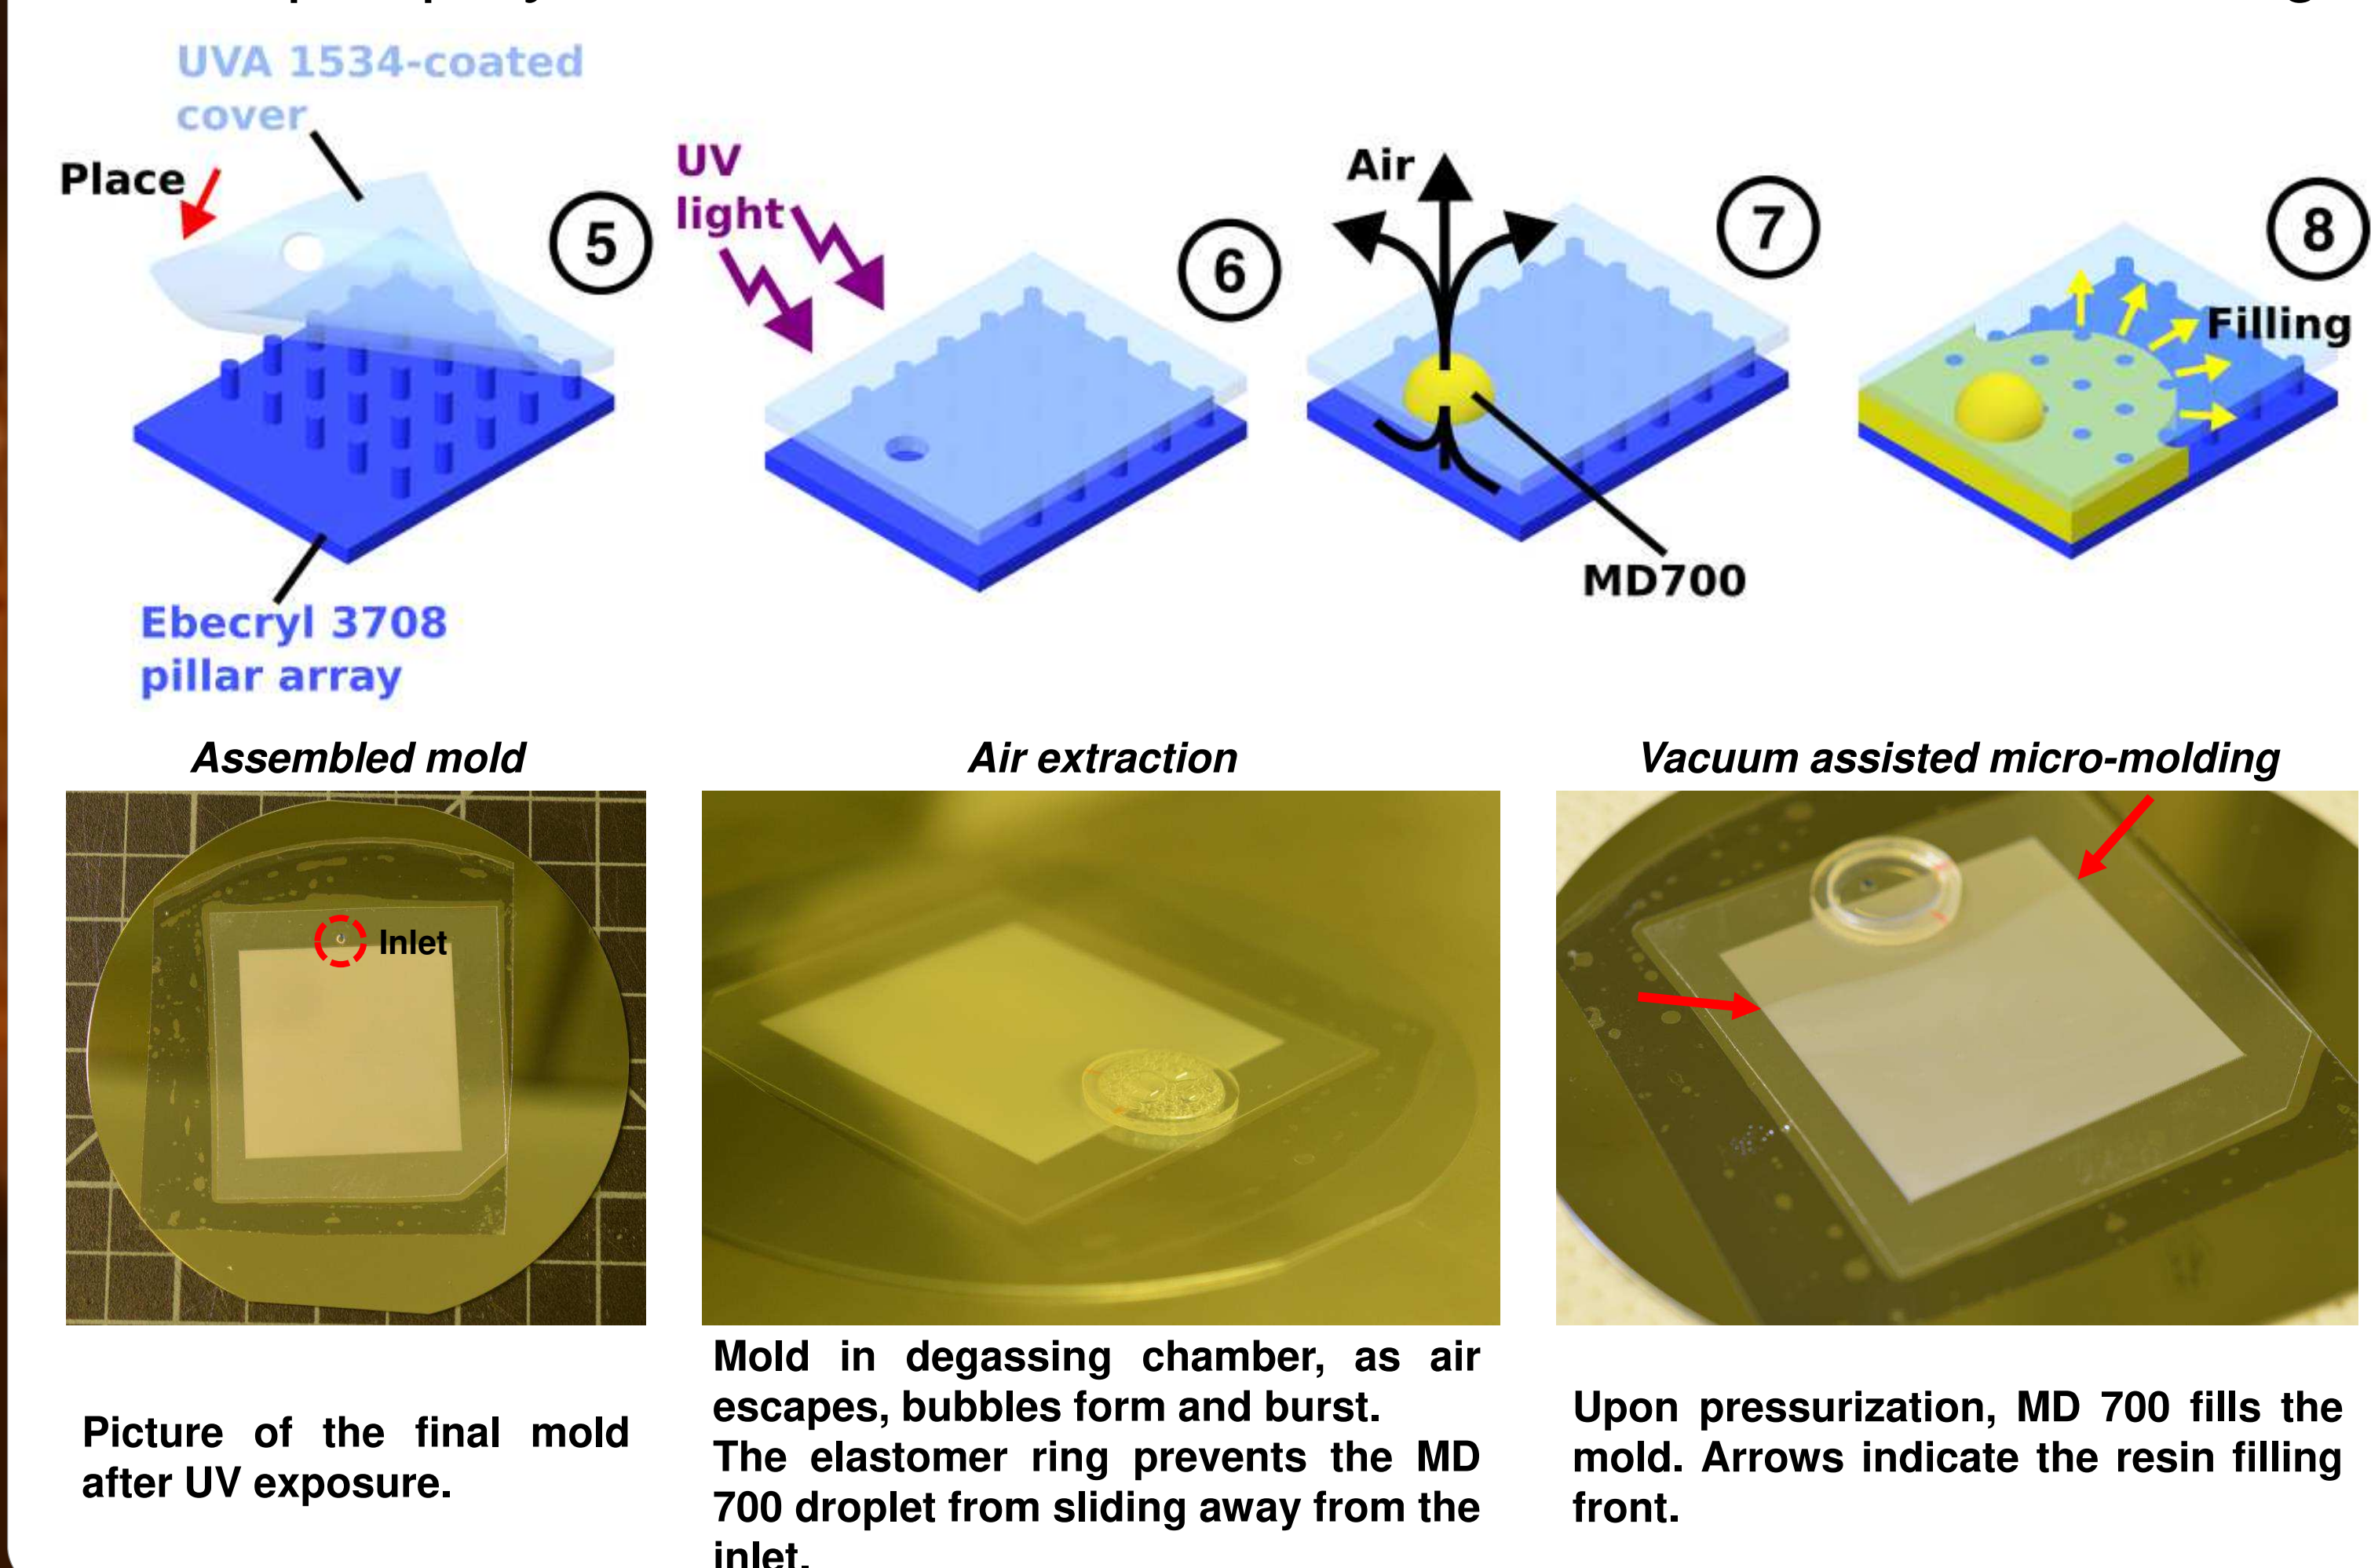 UVA 1534-coated
cover
Place
5
UV
light
6
Air
7
MD700
8
Filling
Ebecryl 3708
pillar array
Assembled mold
Air extraction
Vacuum assisted micro-molding
Inlet
Picture of the final mold
after UV exposure.
Mold in degassing chamber, as air
escapes, bubbles form and burst.
The elastomer ring prevents the MD
700 droplet from sliding away from the
inlet.
Upon pressurization, MD 700 fills the
mold. Arrows indicate the resin filling
front.